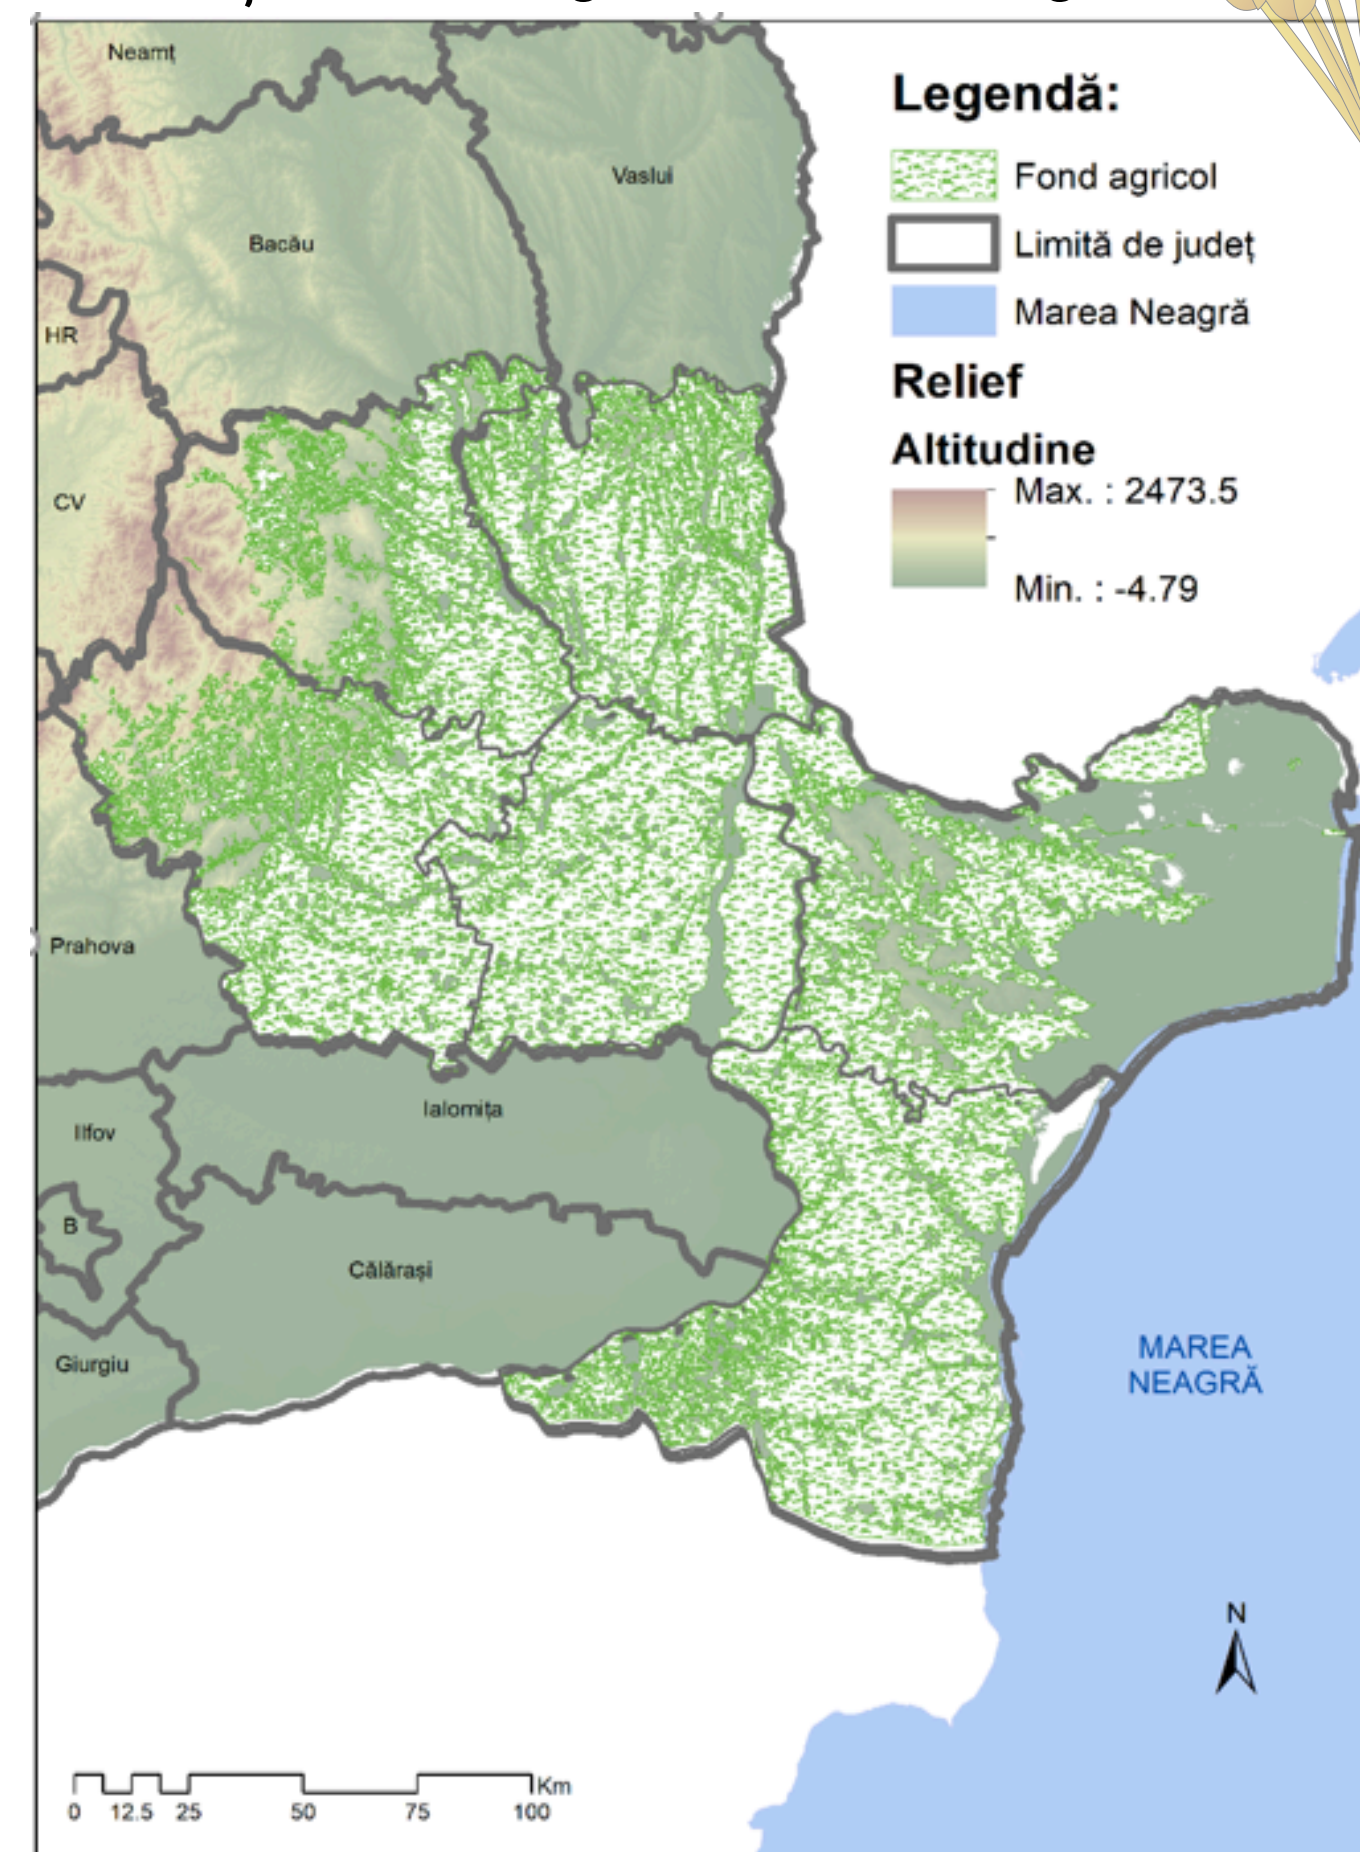 Neamț
Vaslui
Bacău
HR
CV
Prahova
Ilfov
B
Ialomița
Călărași
Giurgiu
Legendă:
Fond agricol
Limită de județ
Marea Neagră
Relief
Altitudine
Max. : 2473.5
Min. : -4.79
MAREA
NEAGRĂ
N
Km
0 12.5 25 50 75 100